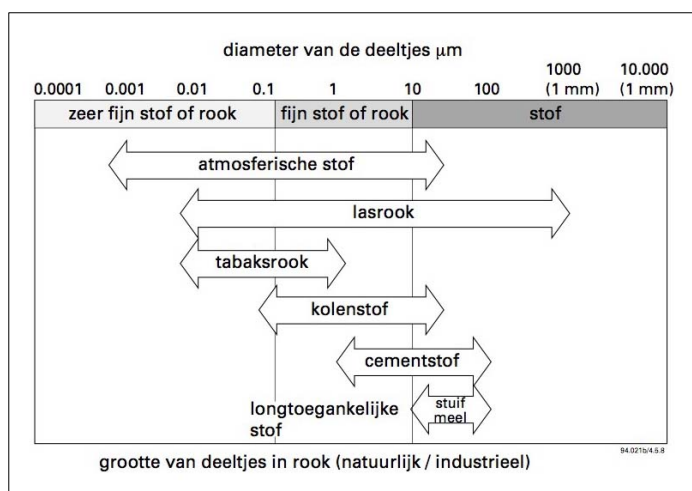 diameter van de deeltjes μm
0.0001 0.001 0.01 0.1 1 10 100 1000 (1 mm) 10.000 (1 mm)
zeer fijn stof of rook fijn stof of rook stof
atmosferische stof
lasrook
tabaksrook
kolenstof
cementstof
longtoegankelijke
stof
stuif
meel
94.021b/4.5.8
grootte van deeltjes in rook (natuurlijk / industrieel)